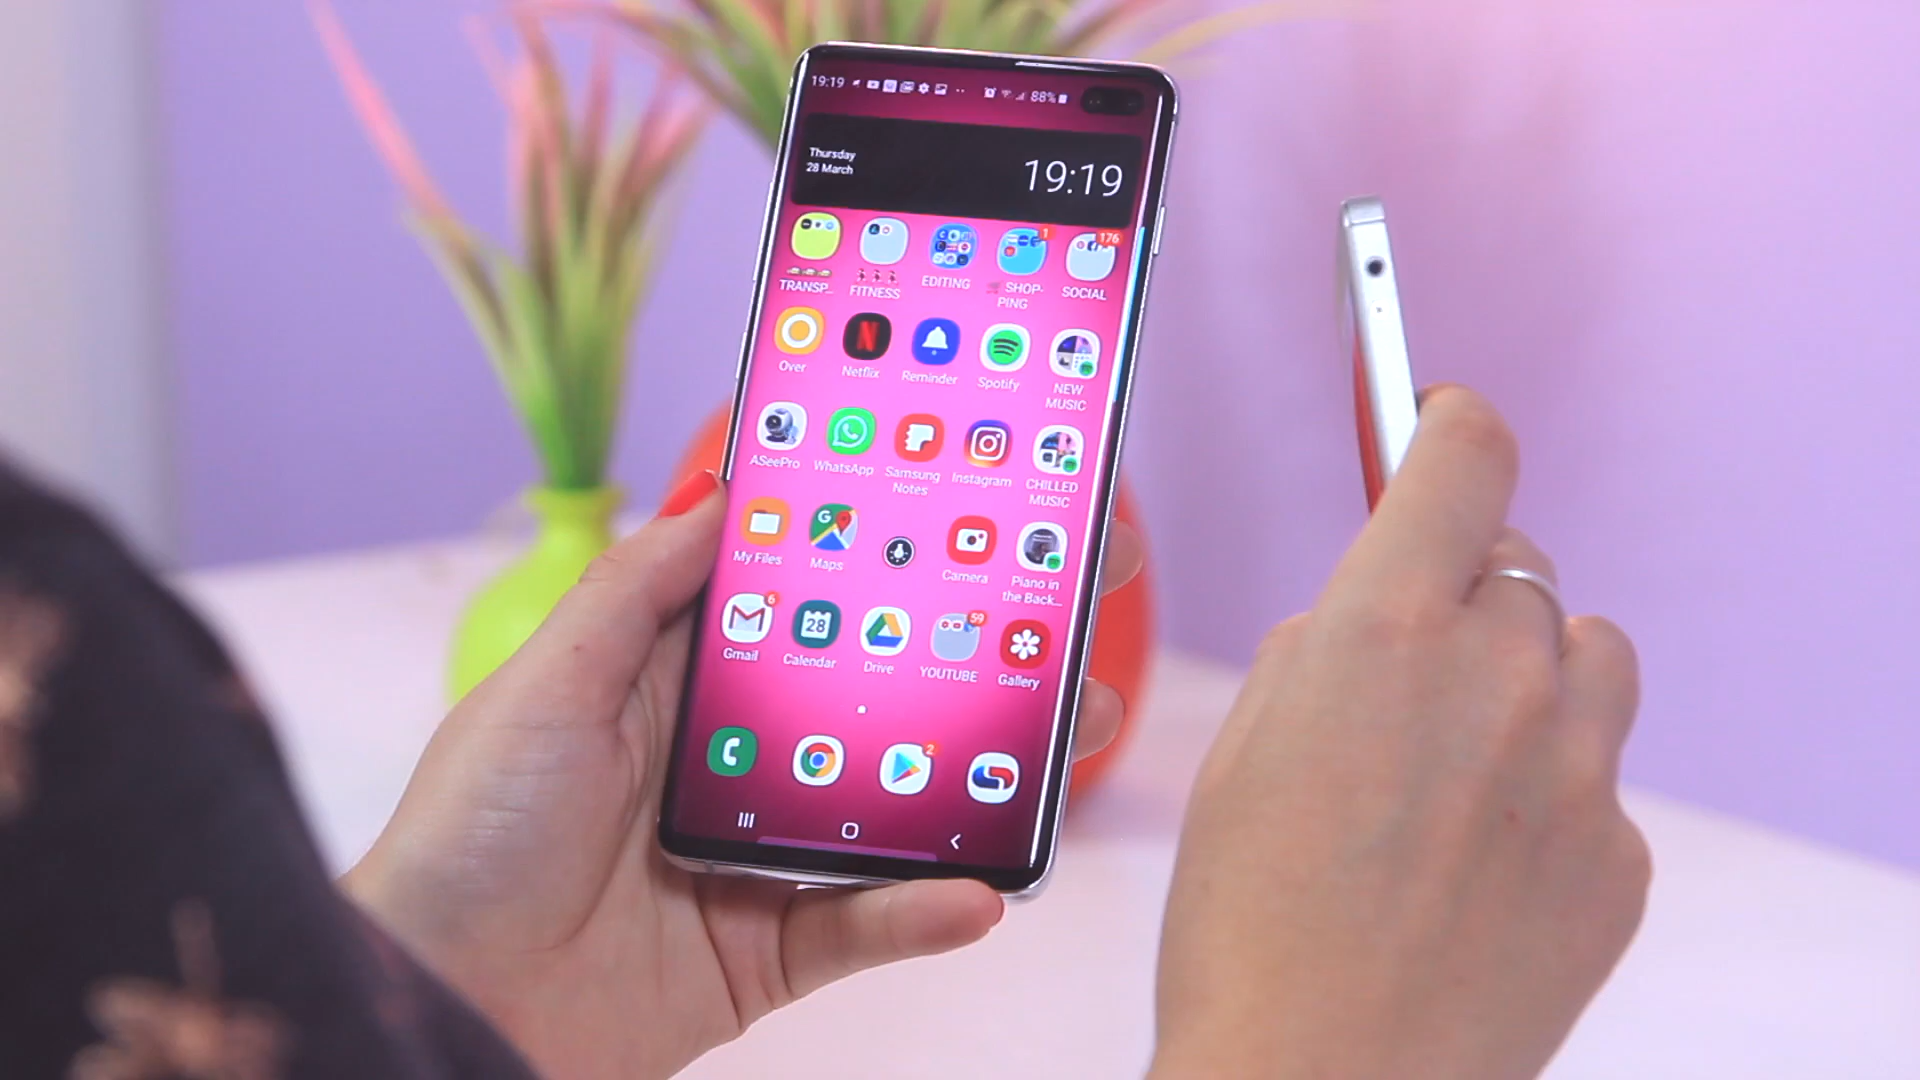 19:19 88%
Thursday
28 March
19:19
1 176
TRANSP... FITNESS EDITING SHOP-
PING SOCIAL
Over Netflix Reminder Spotify NEW
MUSIC
ASeePro WhatsApp Samsung
Notes Instagram CHILLED
MUSIC
G
My Files Maps Camera Piano in
the Back...
6 28 59
Gmail Calendar Drive YOUTUBE Gallery
2